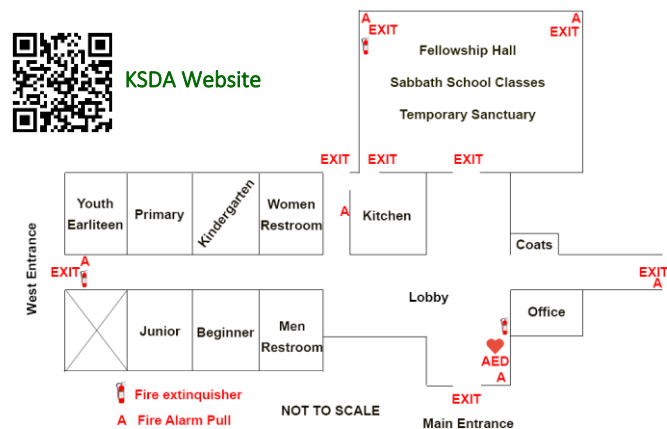 KSDA Website
A
EXIT
A
EXIT
Fellowship Hall
Sabbath School Classes
Temporary Sanctuary
EXIT
EXIT
EXIT
Youth
Earliteen
Primary
Kindergarten
Women
Restroom
A
Kitchen
Coats
West Entrance
A
EXIT
EXIT
A
Lobby
Office
Junior
Beginner
Men
Restroom
AED
A
EXIT
Fire extinquisher
A Fire Alarm Pull
NOT TO SCALE
Main Entrance